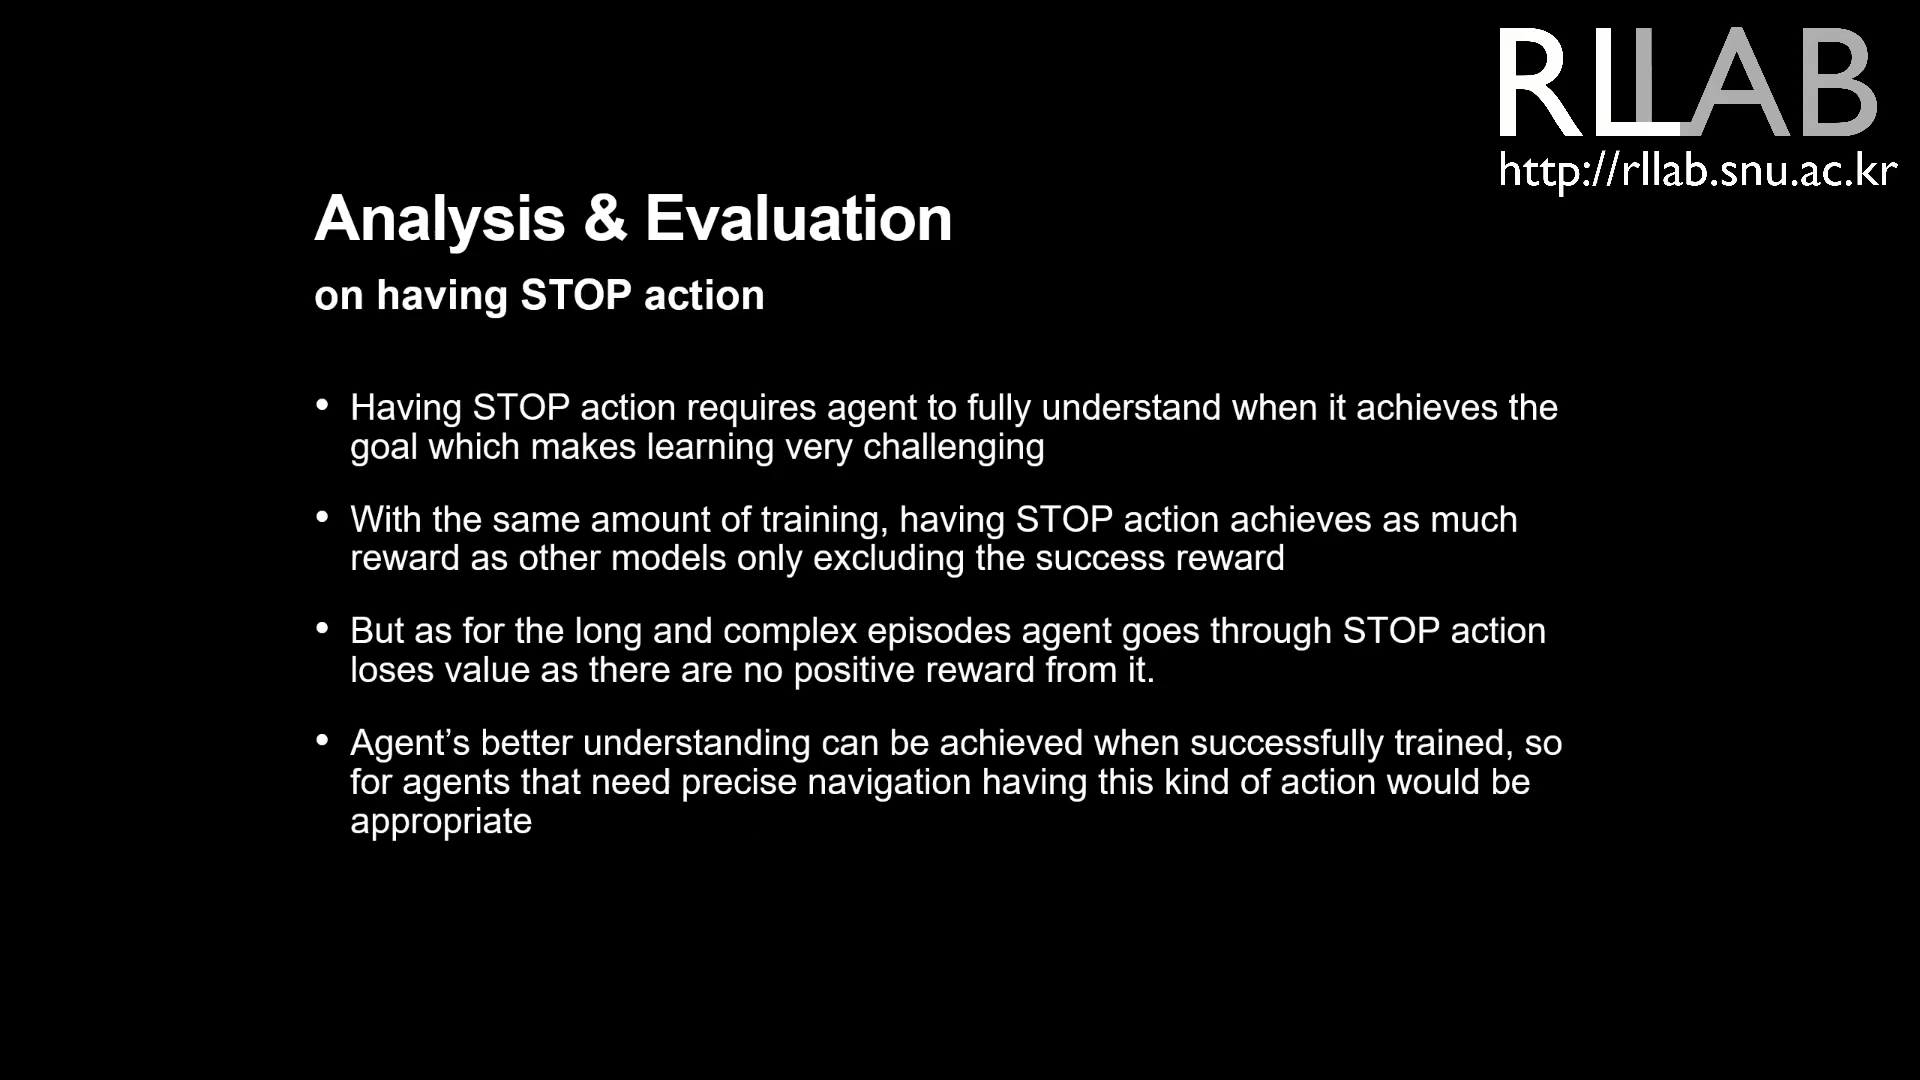 RLLAB
http://rllab.snu.ac.kr
Analysis & Evaluation
on having STOP action
• Having STOP action requires agent to fully understand when it achieves the
goal which makes learning very challenging
• With the same amount of training, having STOP action achieves as much
reward as other models only excluding the success reward
• But as for the long and complex episodes agent goes through STOP action
loses value as there are no positive reward from it.
• Agent’s better understanding can be achieved when successfully trained, so
for agents that need precise navigation having this kind of action would be
appropriate